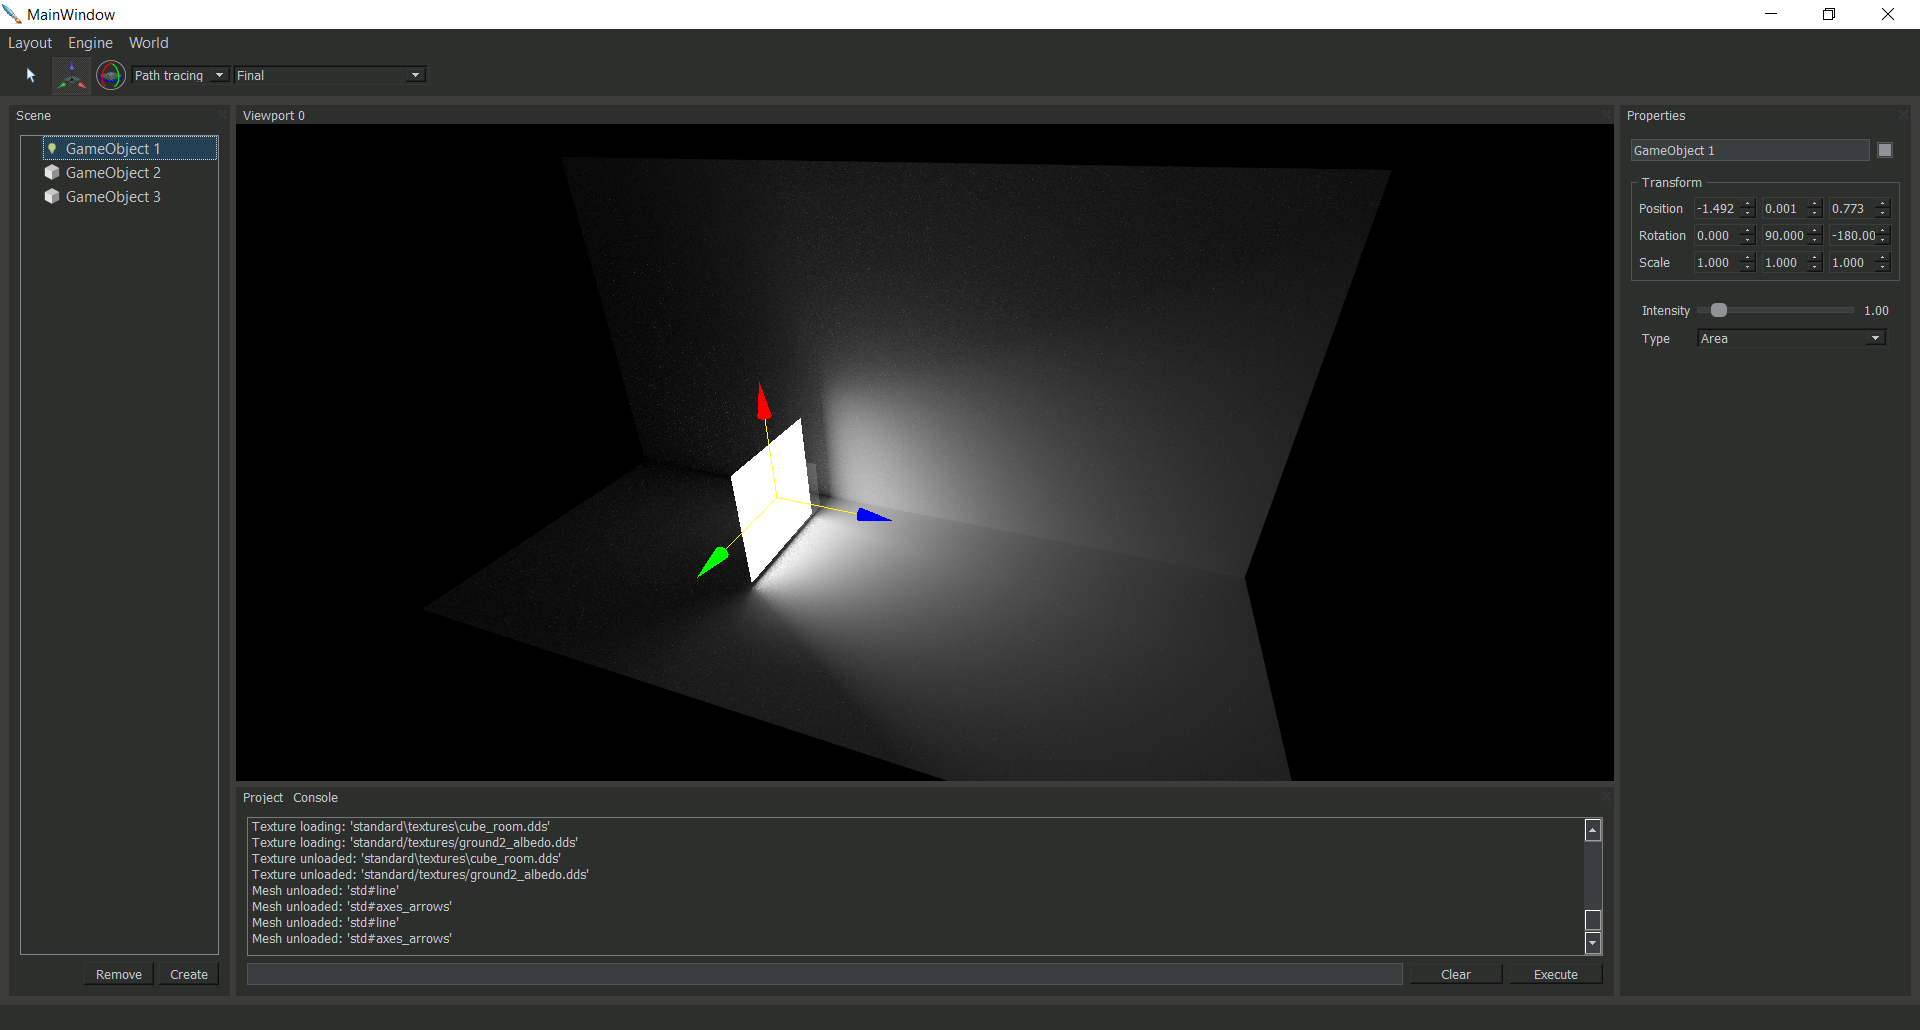 MainWindow
Layout Engine World
Path tracing Final
Scene
GameObject 1
GameObject 2
GameObject 3
Remove Create
Viewport 0
Project Console
Texture loading: 'standard\textures\cube_room.dds'
Texture loading: 'standard/textures/ground2_albedo.dds'
Texture unloaded: 'standard\textures\cube_room.dds'
Texture unloaded: 'standard/textures/ground2_albedo.dds'
Mesh unloaded: 'std#line'
Mesh unloaded: 'std#axes_arrows'
Mesh unloaded: 'std#line'
Mesh unloaded: 'std#axes_arrows'
Clear Execute
Properties
GameObject 1
Transform
Position -1.492 0.001 0.773
Rotation 0.000 90.000 -180.00
Scale 1.000 1.000 1.000
Intensity 1.00
Type Area